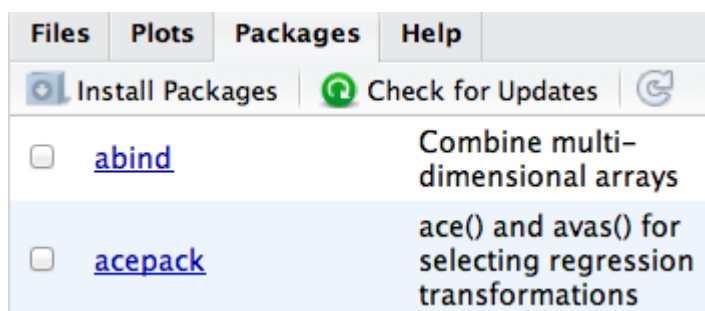 Files Plots Packages Help
Install Packages Check for Updates
abind Combine multi-
dimensional arrays
ace() and avas() for
acepack selecting regression
transformations